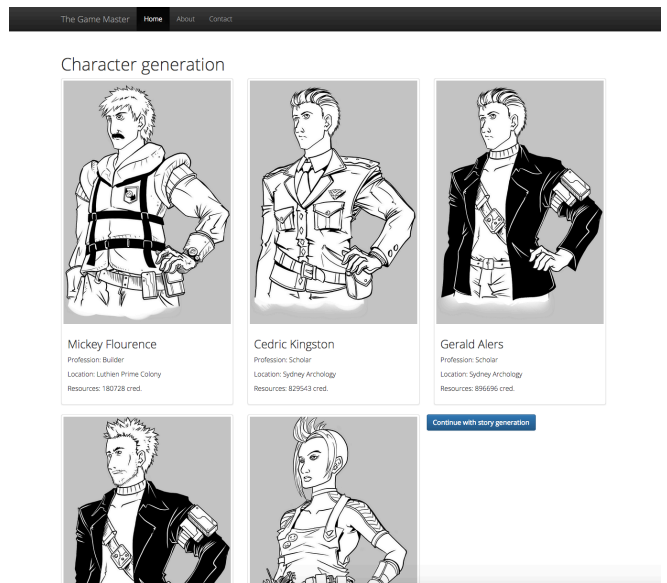 The Game Master Home About Contact
Character generation
Mickey Flourence
Profession: Builder
Location: Luthien Prime Colony
Resources: 180728 cred.
Cedric Kingston
Profession: Scholar
Location: Sydney Archology
Resources: 829543 cred.
Gerald Alers
Profession: Scholar
Location: Sydney Archology
Resources: 896696 cred.
Continue with story generation